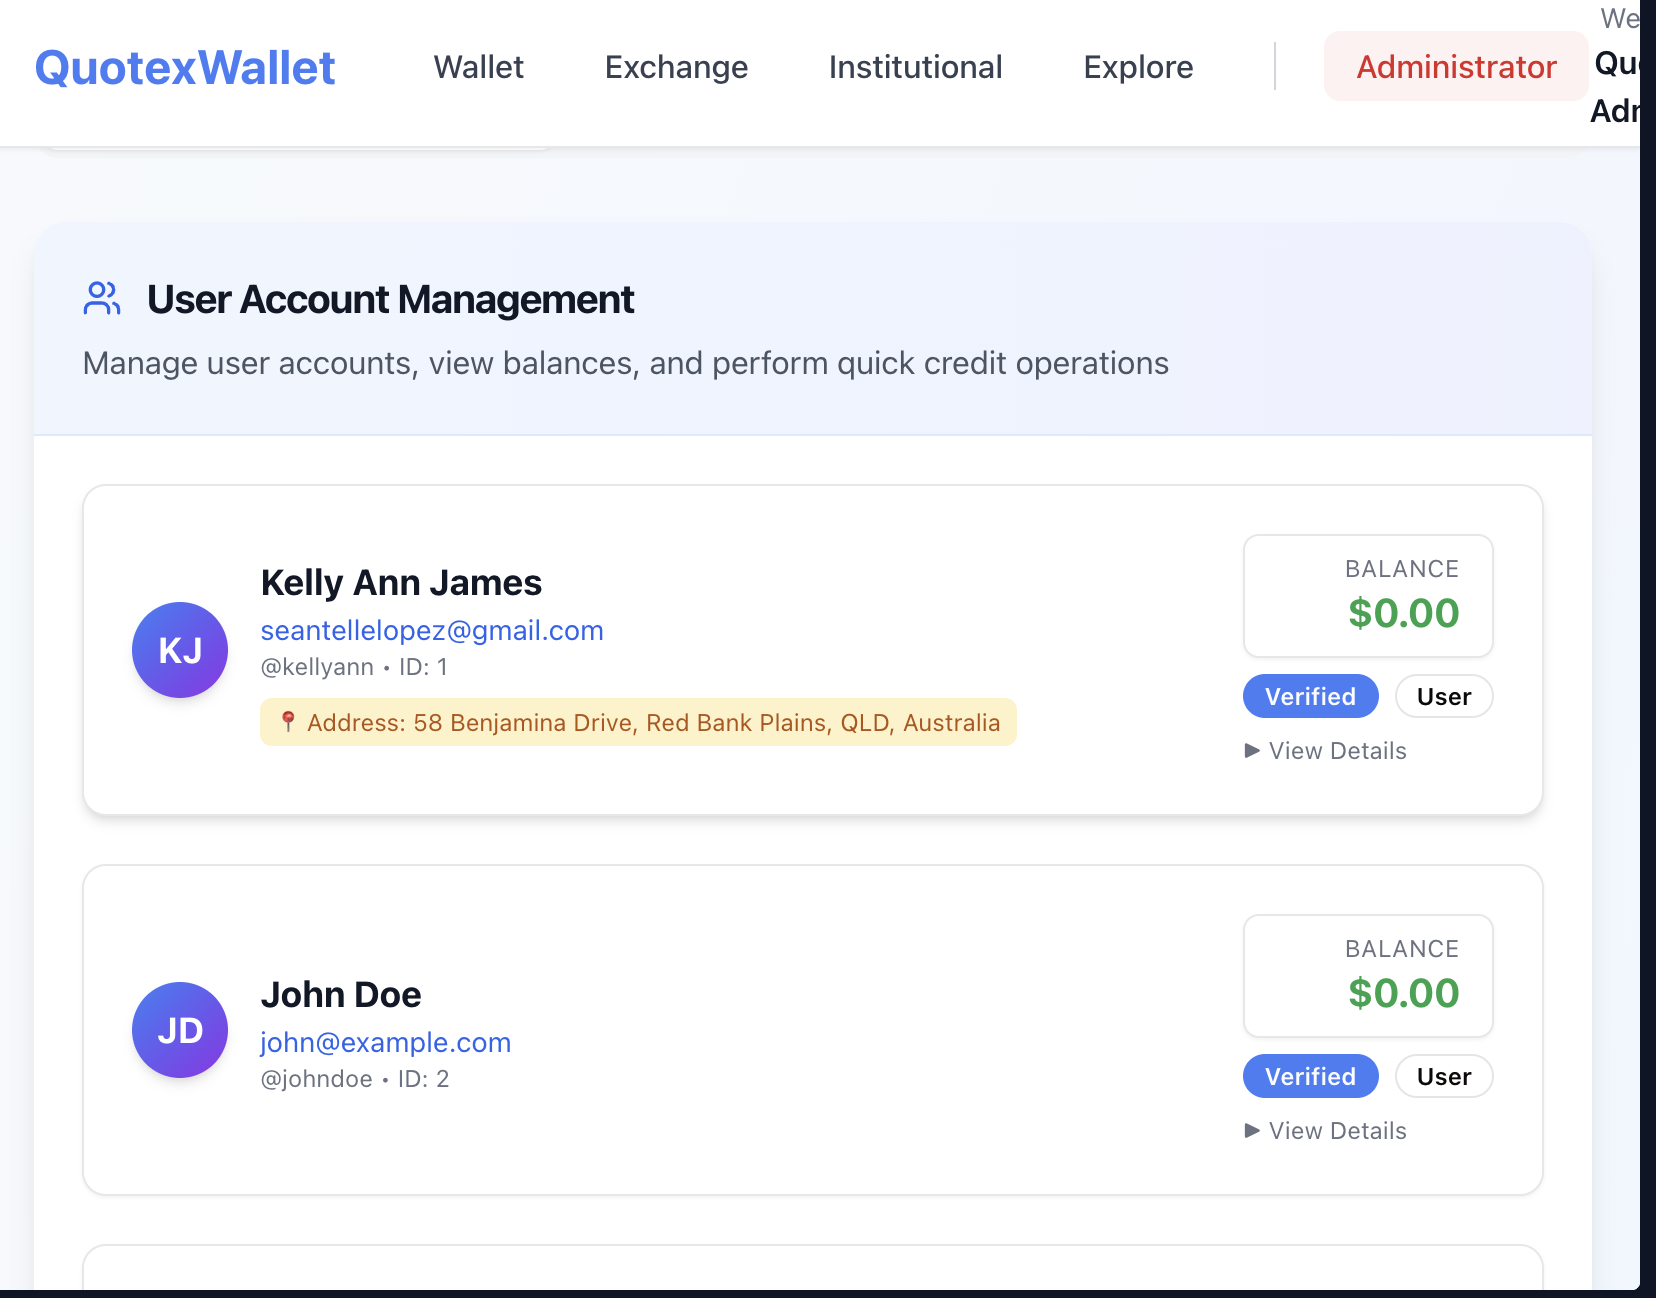 QuotexWallet
Wallet
Exchange
Institutional
Explore
Administrator
We
Qu
Adr
User Account Management
Manage user accounts, view balances, and perform quick credit operations
KJ
Kelly Ann James
seantellelopez@gmail.com
@kellyann • ID: 1
📍 Address: 58 Benjamina Drive, Red Bank Plains, QLD, Australia
BALANCE
$0.00
Verified
User
▶ View Details
JD
John Doe
john@example.com
@johndoe • ID: 2
BALANCE
$0.00
Verified
User
▶ View Details